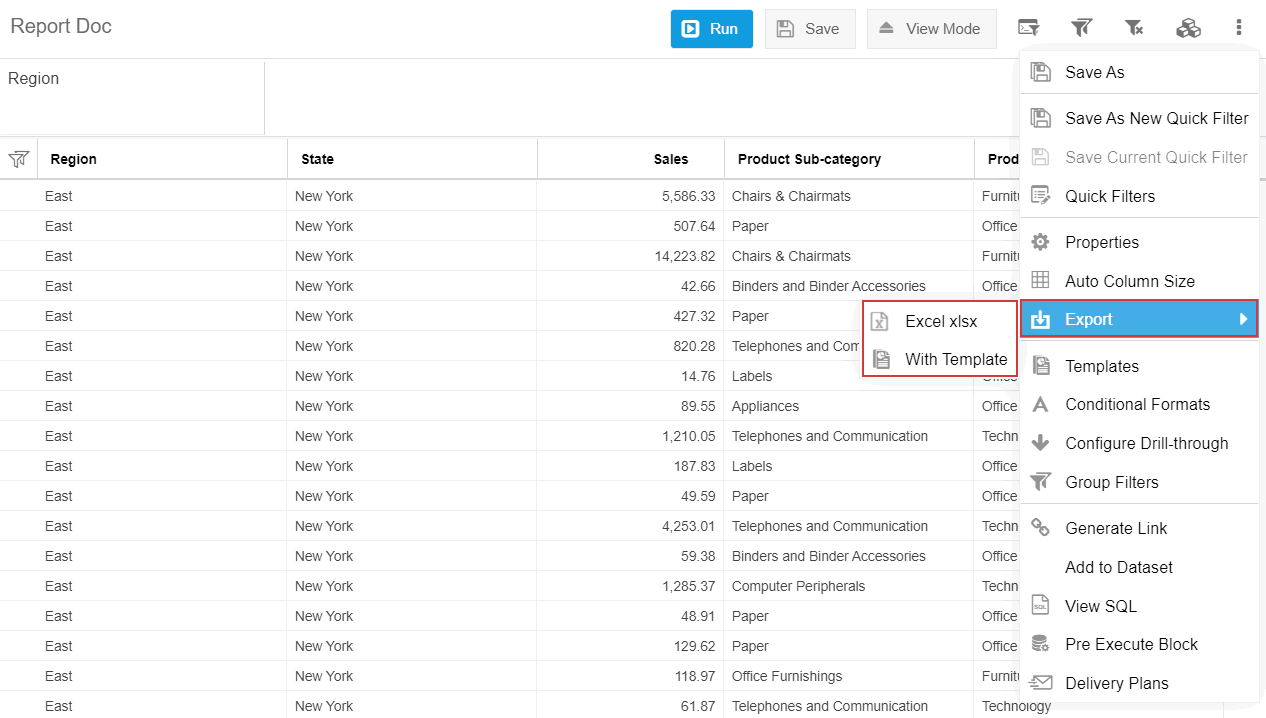 Report Doc Run Save View Mode
Region
Save As
Save As New Quick Filter
Save Current Quick Filter
Quick Filters
Properties
Auto Column Size
Export
Excel xlsx
With Template
Templates
Conditional Formats
Configure Drill-through
Group Filters
Generate Link
Add to Dataset
View SQL
Pre Execute Block
Delivery Plans
Region State Sales Product Sub-category Prod
East New York 5,586.33 Chairs & Chairmats Furnitu
East New York 507.64 Paper Office
East New York 14,223.82 Chairs & Chairmats Furnitu
East New York 42.66 Binders and Binder Accessories Office
East New York 427.32 Paper
East New York 820.28 Telephones and Com
East New York 14.76 Labels Office
East New York 89.55 Appliances Office
East New York 1,210.05 Telephones and Communication Techn
East New York 187.83 Labels Office
East New York 49.59 Paper Office
East New York 4,253.01 Telephones and Communication Techn
East New York 59.38 Binders and Binder Accessories Office
East New York 1,285.37 Computer Peripherals Techn
East New York 48.91 Paper Office
East New York 129.62 Paper Office
East New York 118.97 Office Furnishings Furnitu
East New York 61.87 Telephones and Communication Technology